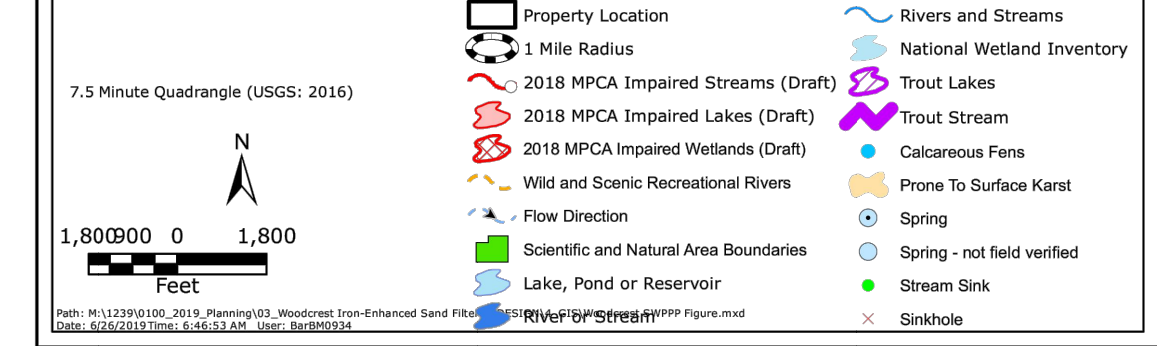 Property Location
1 Mile Radius
2018 MPCA Impaired Streams (Draft)
2018 MPCA Impaired Lakes (Draft)
2018 MPCA Impaired Wetlands (Draft)
Wild and Scenic Recreational Rivers
Flow Direction
Scientific and Natural Area Boundaries
Lake, Pond or Reservoir
River or Stream
Rivers and Streams
National Wetland Inventory
Trout Lakes
Trout Stream
Calcareous Fens
Prone To Surface Karst
Spring
Spring - not field verified
Stream Sink
Sinkhole
7.5 Minute Quadrangle (USGS: 2016)
N
1,800 900 0 1,800
Feet
Path: M:\1239\0100_2019_Planning\03_Woodcrest Iron-Enhanced Sand Filter SWPPP Figure.mxd
Date: 6/26/2019 Time: 6:46:53 AM User: BarBM0934